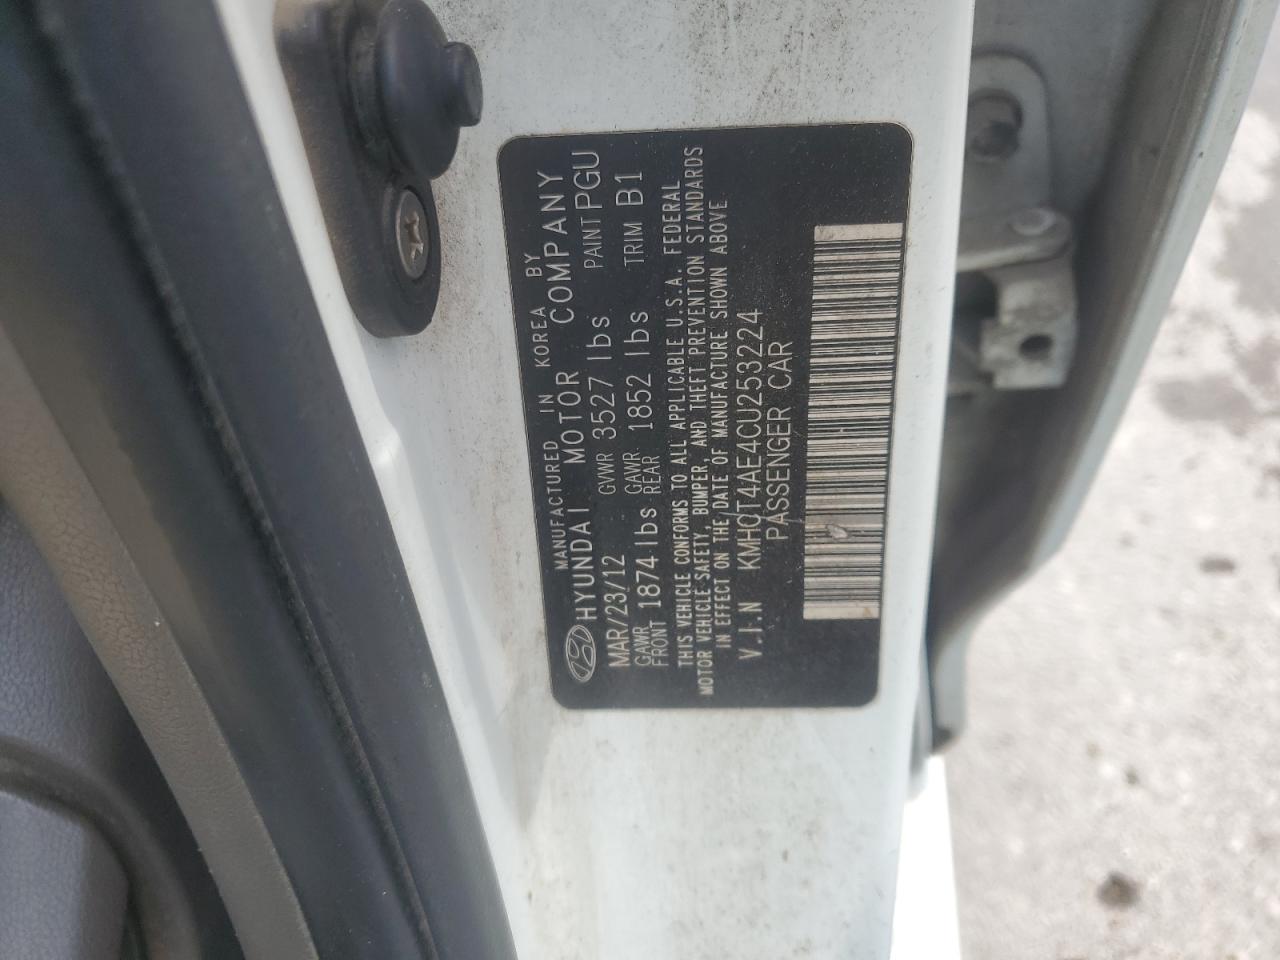 MANUFACTURED IN KOREA BY
HYUNDAI MOTOR COMPANY
MAR/23/12 GVWR 3527 lbs PAINT PGU
GAWR FRONT 1874 lbs GAWR REAR 1852 lbs TRIM B1
THIS VEHICLE CONFORMS TO ALL APPLICABLE U.S.A. FEDERAL
MOTOR VEHICLE SAFETY, BUMPER, AND THEFT PREVENTION STANDARDS
IN EFFECT ON THE DATE OF MANUFACTURE SHOWN ABOVE.
V.I.N KMHCT4AE4CU253224
PASSENGER CAR